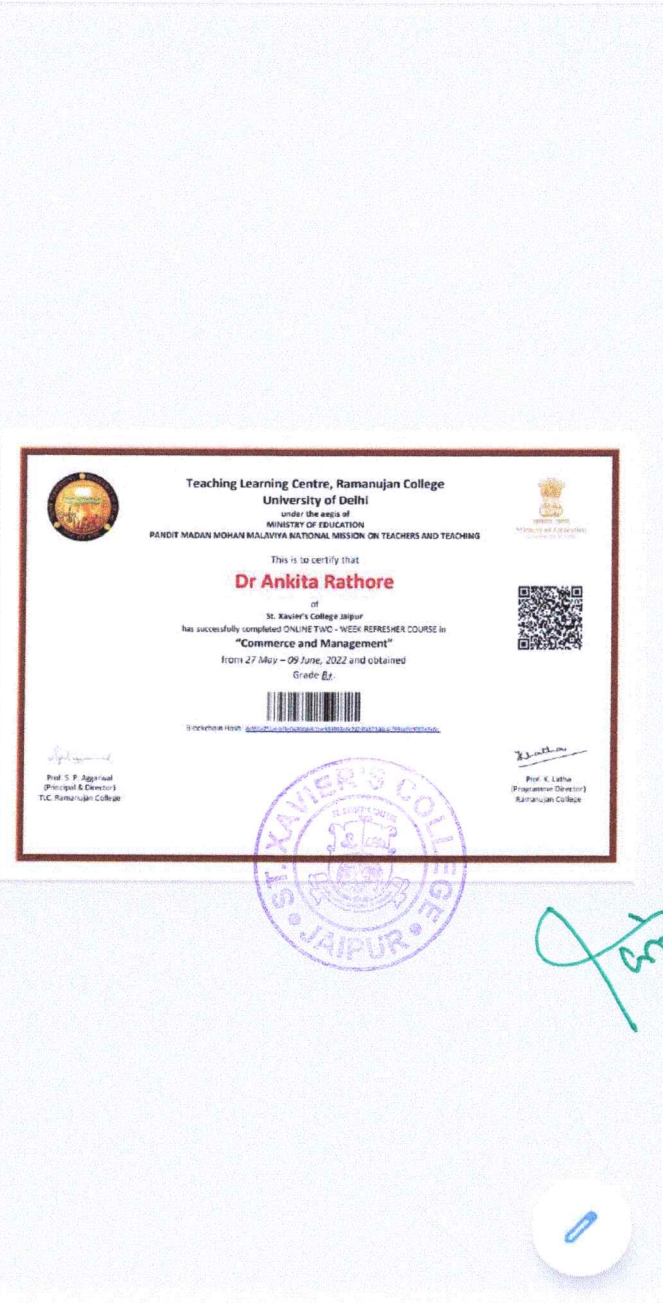 Teaching Learning Centre, Ramanujan College
University of Delhi
under the aegis of
MINISTRY OF EDUCATION
PANDIT MADAN MOHAN MALAVIYA NATIONAL MISSION ON TEACHERS AND TEACHING
This is to certify that
Dr Ankita Rathore
of
St. Xavier's College Jaipur
has successfully completed ONLINE TWO - WEEK REFRESHER COURSE in
"Commerce and Management"
from 27 May – 09 June, 2022 and obtained
Grade B+.
Blockchain Hash:
Prof. S. P. Aggarwal
(Principal & Director)
TLC, Ramanujan College
Prof. K. Latha
(Programme Director)
Ramanujan College
ST. XAVIER'S COLLEGE
JAIPUR